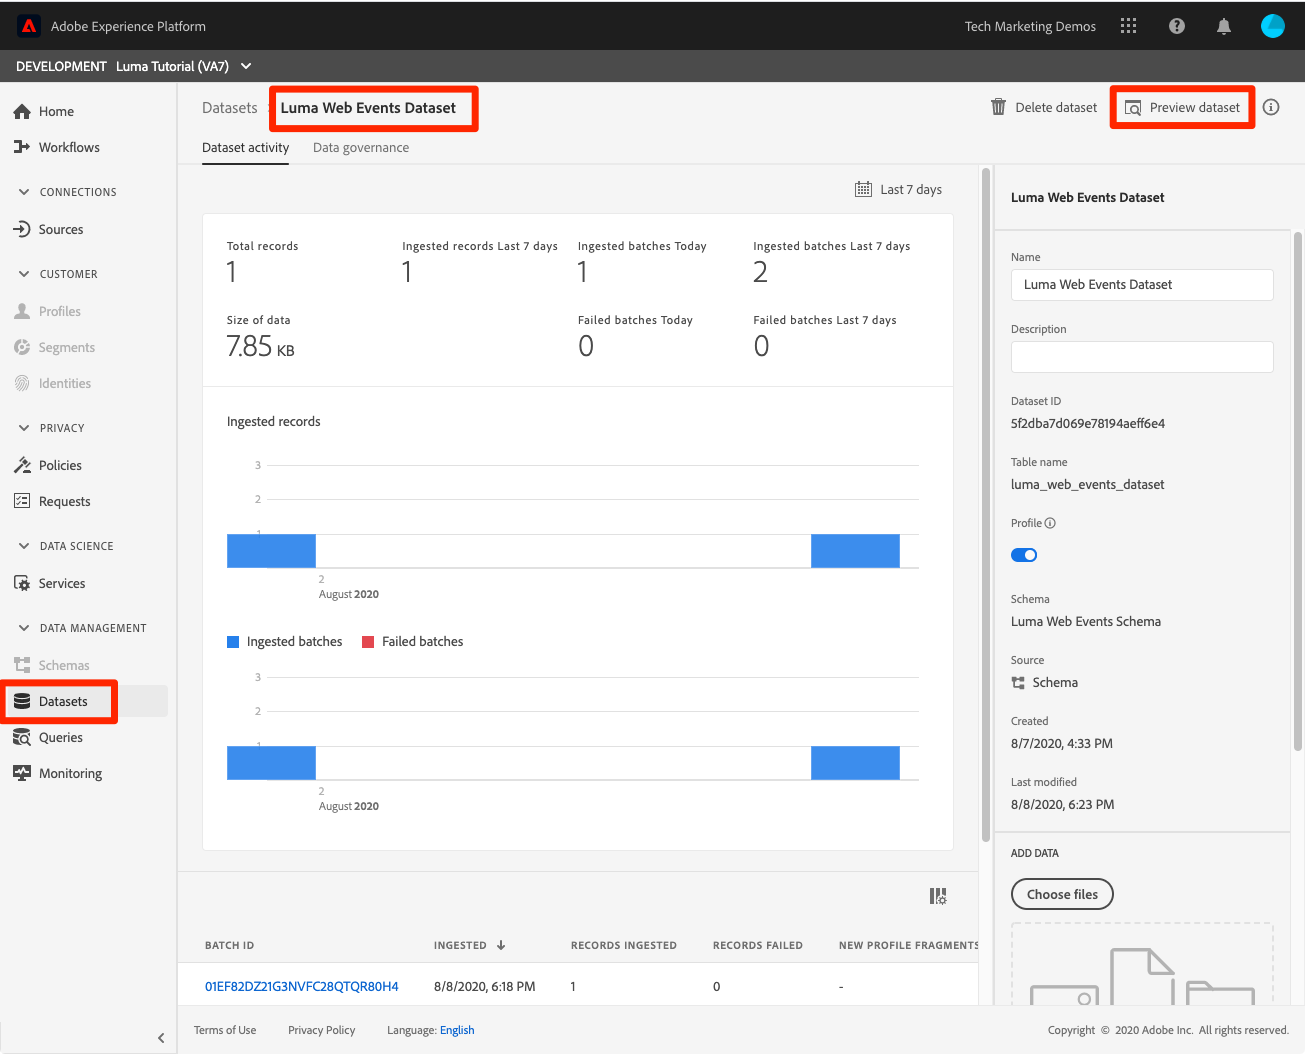 Adobe Experience Platform
Tech Marketing Demos
DEVELOPMENT Luma Tutorial (VA7)
Home
Workflows
CONNECTIONS
Sources
CUSTOMER
Profiles
Segments
Identities
PRIVACY
Policies
Requests
DATA SCIENCE
Services
DATA MANAGEMENT
Schemas
Datasets
Queries
Monitoring
Datasets Luma Web Events Dataset
Delete dataset Preview dataset
Dataset activity Data governance
Last 7 days
Total records Ingested records Last 7 days Ingested batches Today Ingested batches Last 7 days
1 1 1 2
Size of data Failed batches Today Failed batches Last 7 days
7.85 KB 0 0
Ingested records
3
2
1
2
August 2020
Ingested batches Failed batches
3
2
1
2
August 2020
BATCH ID INGESTED RECORDS INGESTED RECORDS FAILED NEW PROFILE FRAGMENTS
01EF82DZ21G3NVFC28QTQR80H4 8/8/2020, 6:18 PM 1 0 -
Luma Web Events Dataset
Name
Luma Web Events Dataset
Description
Dataset ID
5f2dba7d069e78194aeff6e4
Table name
luma_web_events_dataset
Profile
Schema
Luma Web Events Schema
Source
Schema
Created
8/7/2020, 4:33 PM
Last modified
8/8/2020, 6:23 PM
ADD DATA
Choose files
Terms of Use Privacy Policy Language: English
Copyright © 2020 Adobe Inc. All rights reserved.